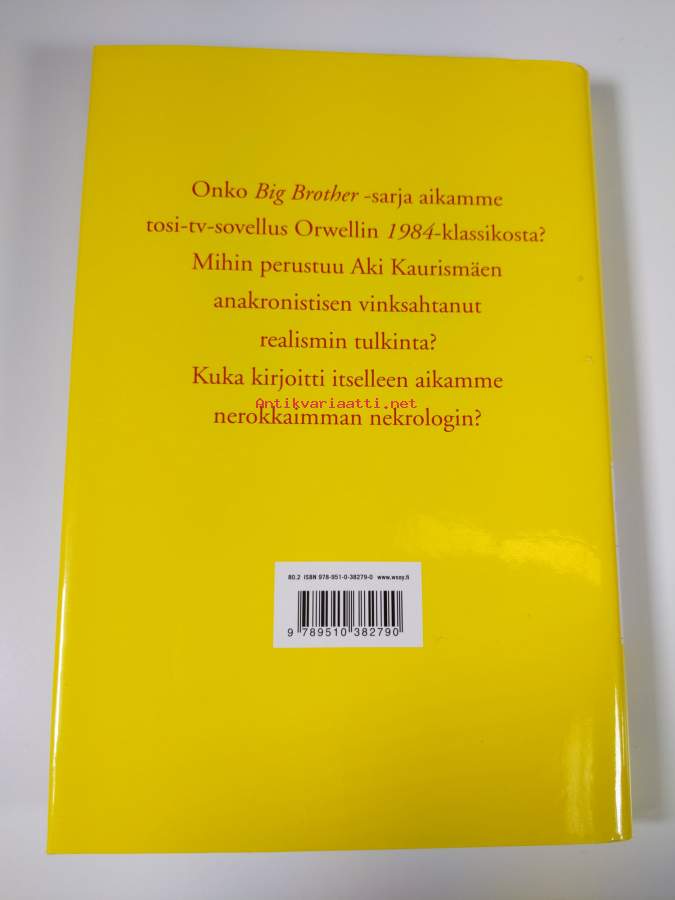 Onko Big Brother -sarja aikamme
tosi-tv-sovellus Orwellin 1984-klassikosta?
Mihin perustuu Aki Kaurismäen
anakronistisen vinksahtanut
realismin tulkinta?
Kuka kirjoitti itselleen aikamme
Antikvariaatti.net
nerokkaimman nekrologin?
80.2 ISBN 978-951-0-38279-0 www.wsoy.fi
9 789510 382790